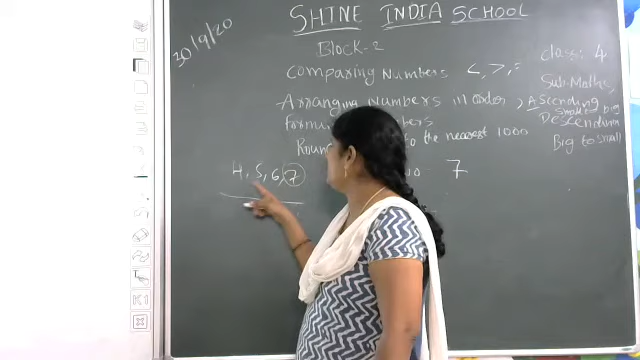 SHINE INDIA SCHOOL
30/9/20
Block-2
class: 4
Comparing Numbers <, >, =
Sub: Maths
Arranging Numbers in order, Ascending
small to big
Descending
Big to small
to the nearest 1000
4, 5, 6, 7
7